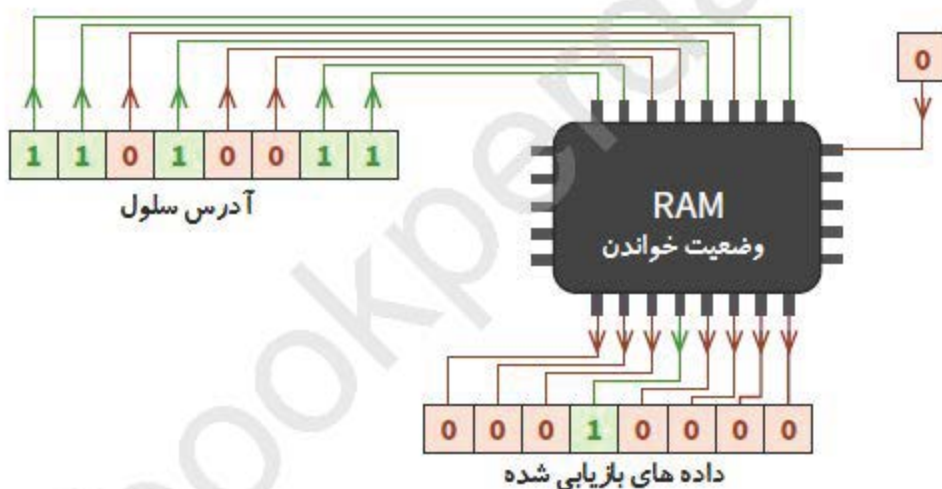 0
1 1 0 1 0 0 1 1
آدرس سلول
RAM
وضعیت خواندن
0 0 0 1 0 0 0 0
داده های بازیابی شده